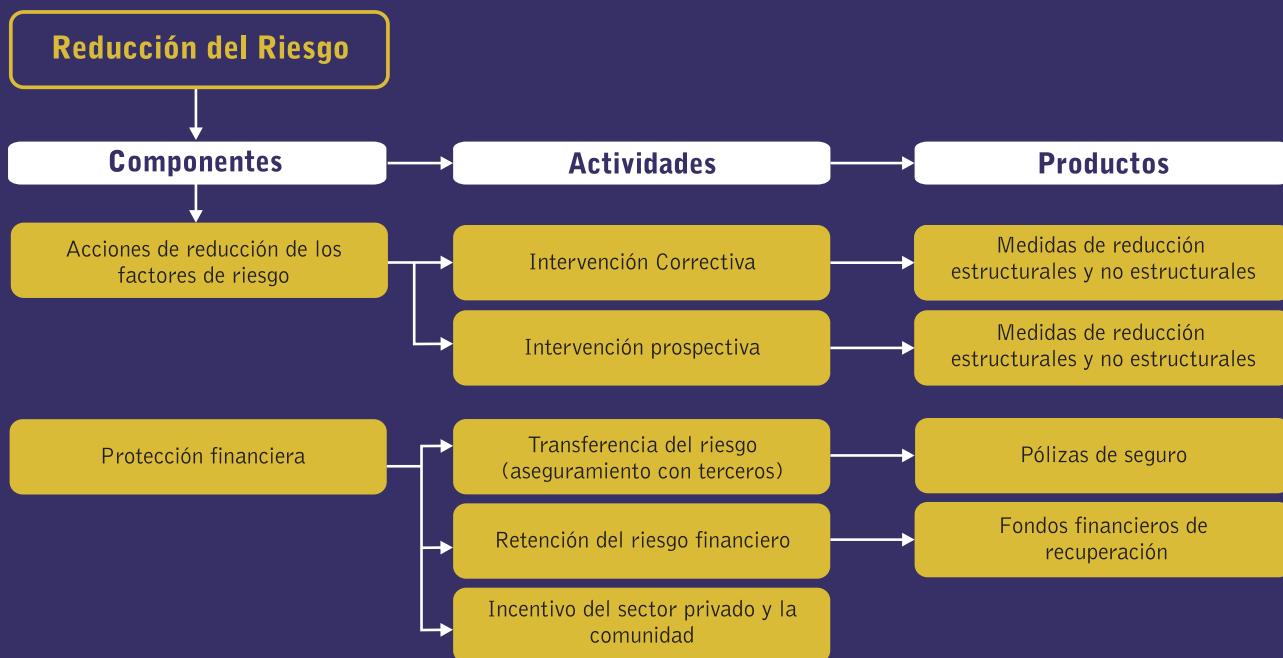 Reducción del Riesgo
Componentes
Actividades
Productos
Acciones de reducción de los
factores de riesgo
Intervención Correctiva
Medidas de reducción
estructurales y no estructurales
Intervención prospectiva
Medidas de reducción
estructurales y no estructurales
Protección financiera
Transferencia del riesgo
(aseguramiento con terceros)
Pólizas de seguro
Retención del riesgo financiero
Fondos financieros de
recuperación
Incentivo del sector privado y la
comunidad